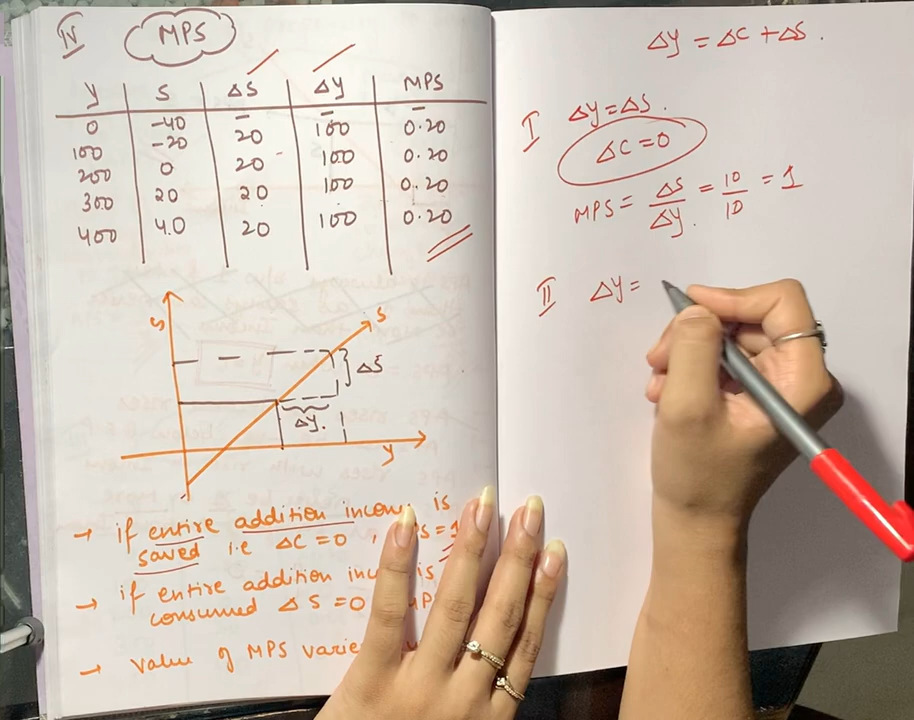 IV MPS
Y S ΔS ΔY MPS
0 -40 - - -
100 -20 20 100 0.20
200 0 20 100 0.20
300 20 20 100 0.20
400 40 20 100 0.20
S
S
ΔS
ΔY.
Y
→ if entire addition income is
saved i.e ΔC = 0 , = 1
→ if entire addition is
consumed ΔS = 0
→ Value of MPS
ΔY = ΔC + ΔS .
I ΔY = ΔS .
ΔC = 0
MPS = ΔS/ΔY. = 10/10 = 1
II ΔY =